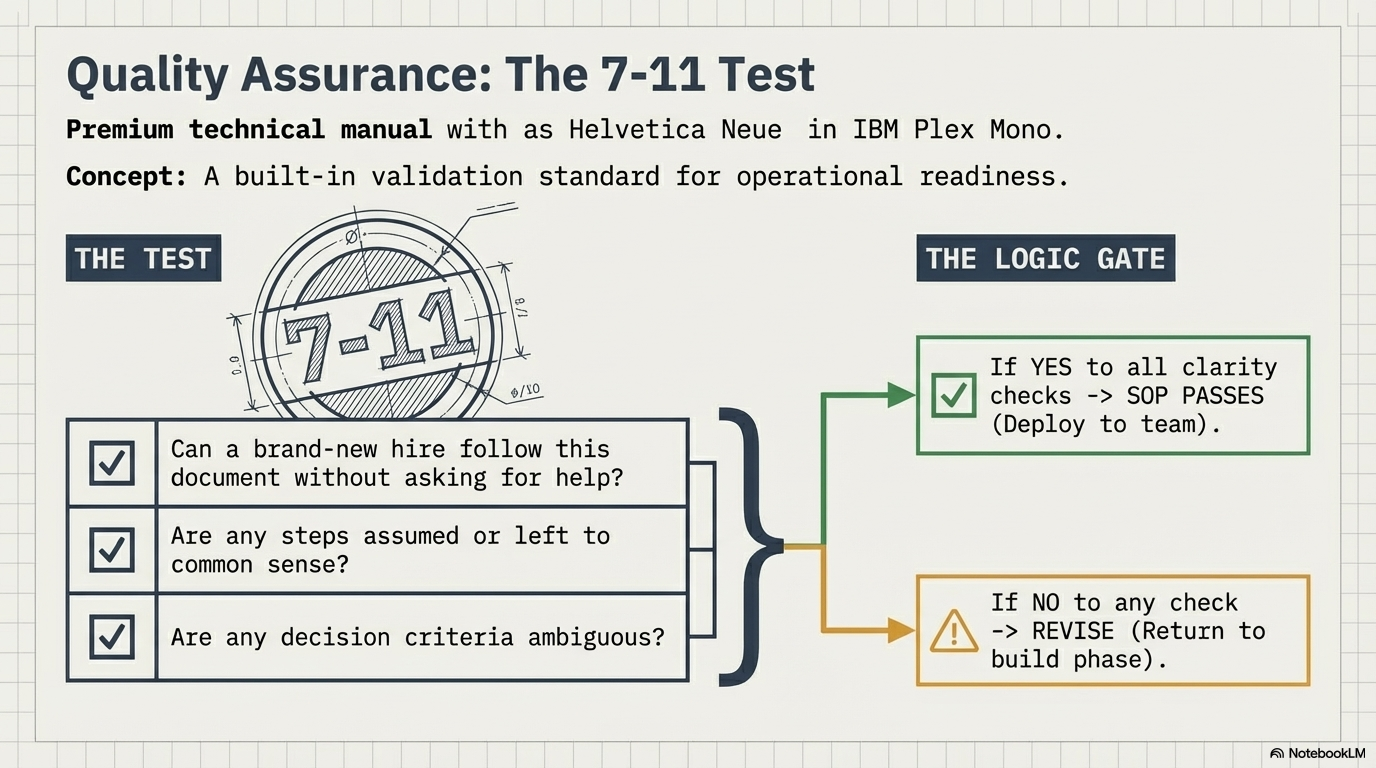 Quality Assurance: The 7-11 Test
Premium technical manual with as Helvetica Neue in IBM Plex Mono.
Concept: A built-in validation standard for operational readiness.
THE TEST
7-11
0.0
1/8
Can a brand-new hire follow this
document without asking for help?
Are any steps assumed or left to
common sense?
Are any decision criteria ambiguous?
THE LOGIC GATE
If YES to all clarity
checks -> SOP PASSES
(Deploy to team).
If NO to any check
-> REVISE (Return to
build phase).
NotebookLM